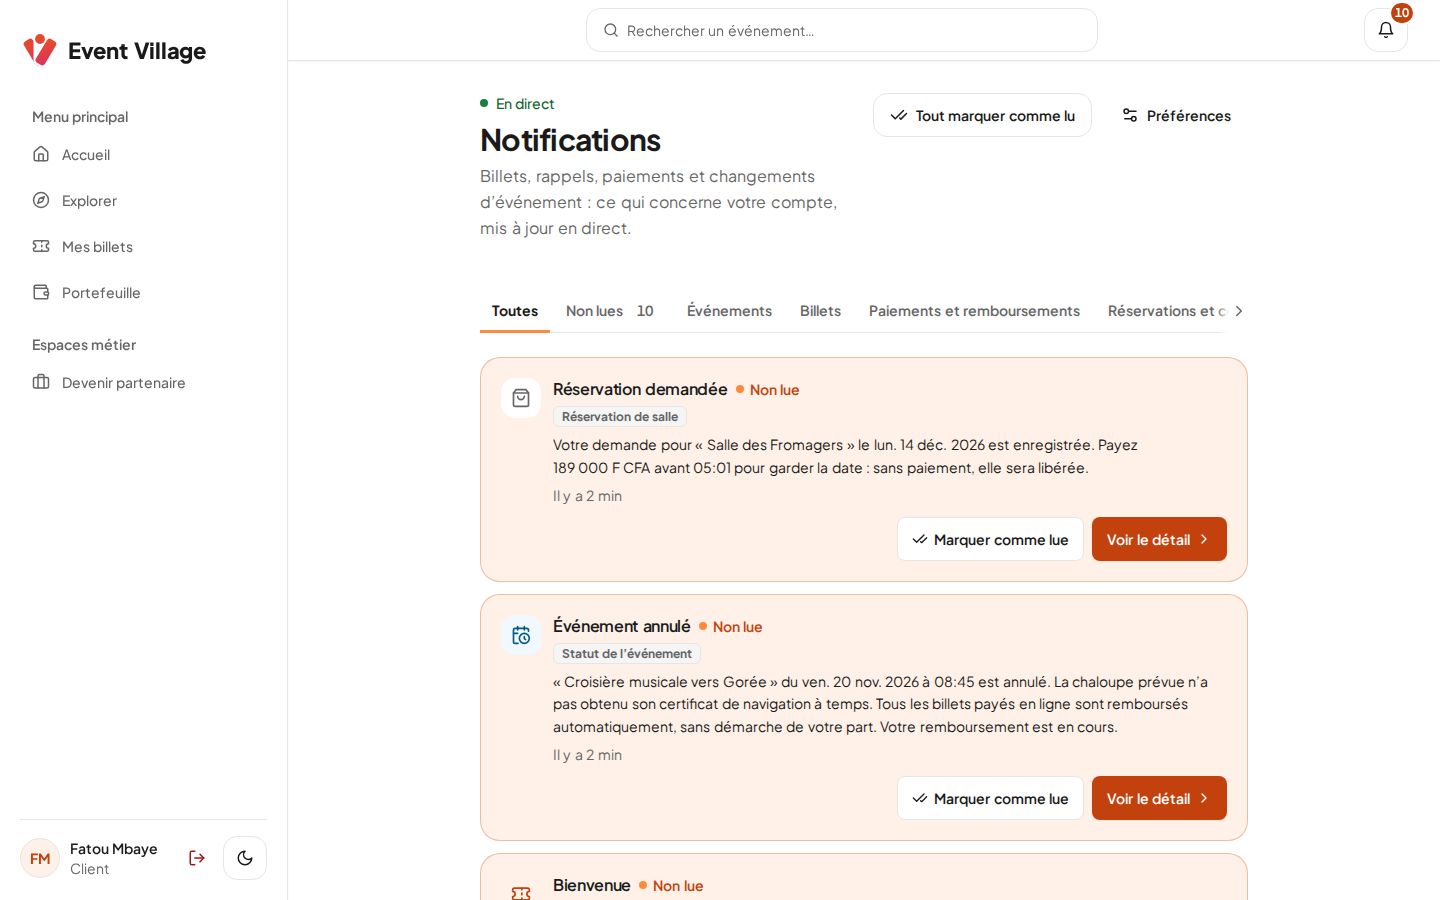 Event Village
Menu principal
Accueil
Explorer
Mes billets
Portefeuille
Espaces métier
Devenir partenaire
FM
Fatou Mbaye
Client
Rechercher un événement...
10
En direct
Notifications
Billets, rappels, paiements et changements
d’événement : ce qui concerne votre compte,
mis à jour en direct.
Tout marquer comme lu
Préférences
Toutes
Non lues 10
Événements
Billets
Paiements et remboursements
Réservations et
Réservation demandée
Non lue
Réservation de salle
Votre demande pour « Salle des Fromagers » le lun. 14 déc. 2026 est enregistrée. Payez
189 000 F CFA avant 05:01 pour garder la date : sans paiement, elle sera libérée.
Il y a 2 min
Marquer comme lue
Voir le détail
Événement annulé
Non lue
Statut de l’événement
« Croisière musicale vers Gorée » du ven. 20 nov. 2026 à 08:45 est annulé. La chaloupe prévue n’a
pas obtenu son certificat de navigation à temps. Tous les billets payés en ligne sont remboursés
automatiquement, sans démarche de votre part. Votre remboursement est en cours.
Il y a 2 min
Marquer comme lue
Voir le détail
Bienvenue
Non lue